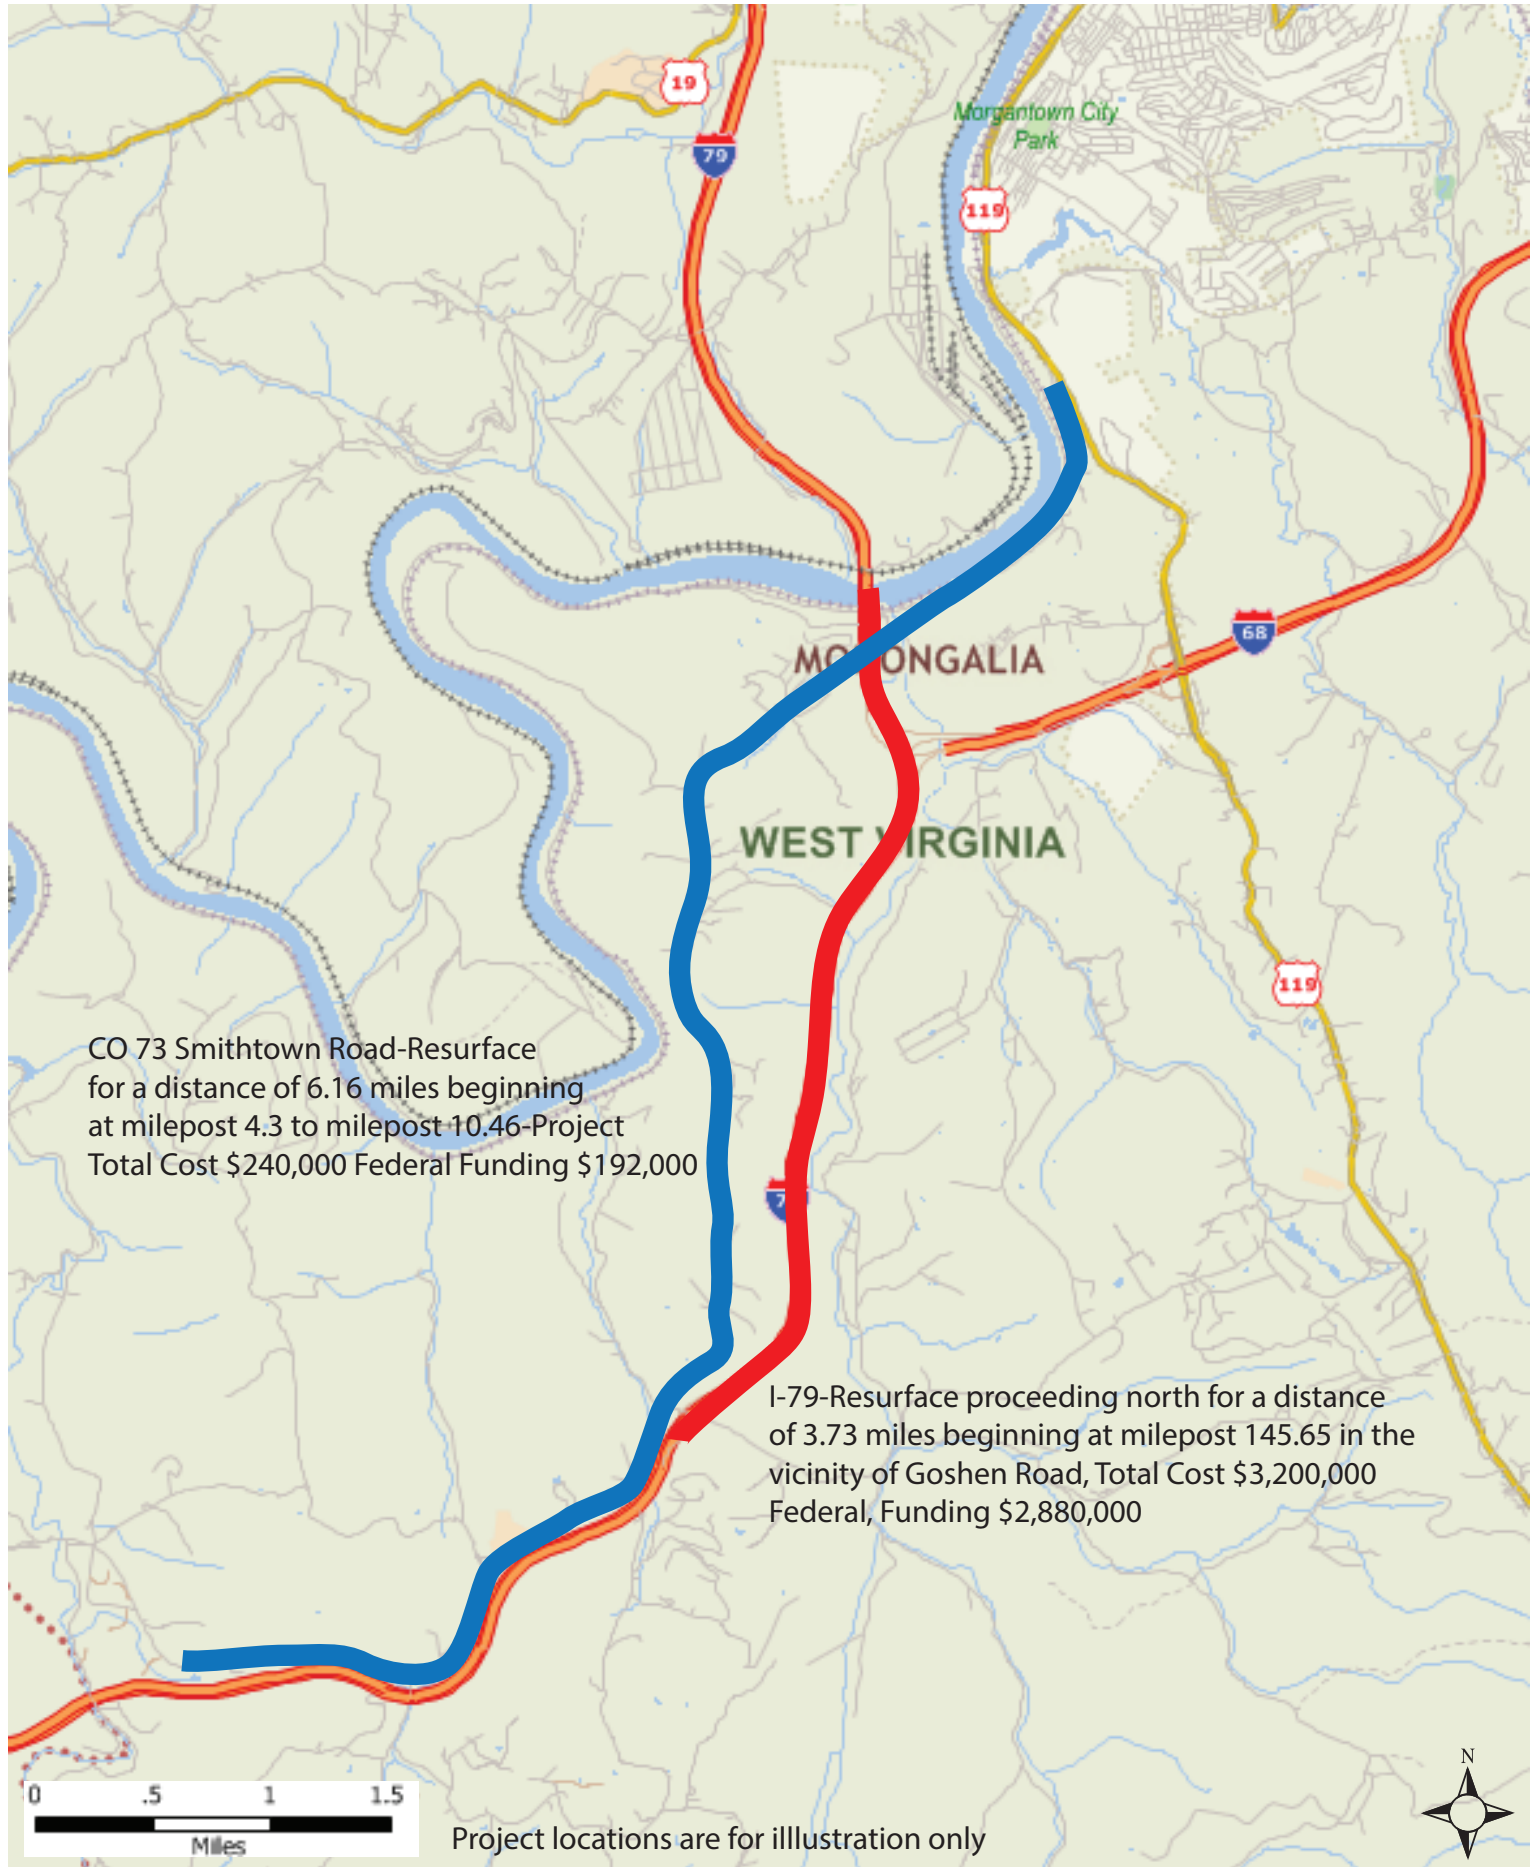 19
79
Morgantown City
Park
119
68
WEST VIRGINIA
119
CO 73 Smithtown Road-Resurface
for a distance of 6.16 miles beginning
at milepost 4.3 to milepost 10.46-Project
Total Cost $240,000 Federal Funding $192,000
I-79-Resurface proceeding north for a distance
of 3.73 miles beginning at milepost 145.65 in the
vicinity of Goshen Road, Total Cost $3,200,000
Federal, Funding $2,880,000
N
0 .5 1 1.5
Miles
Project locations are for illlustration only